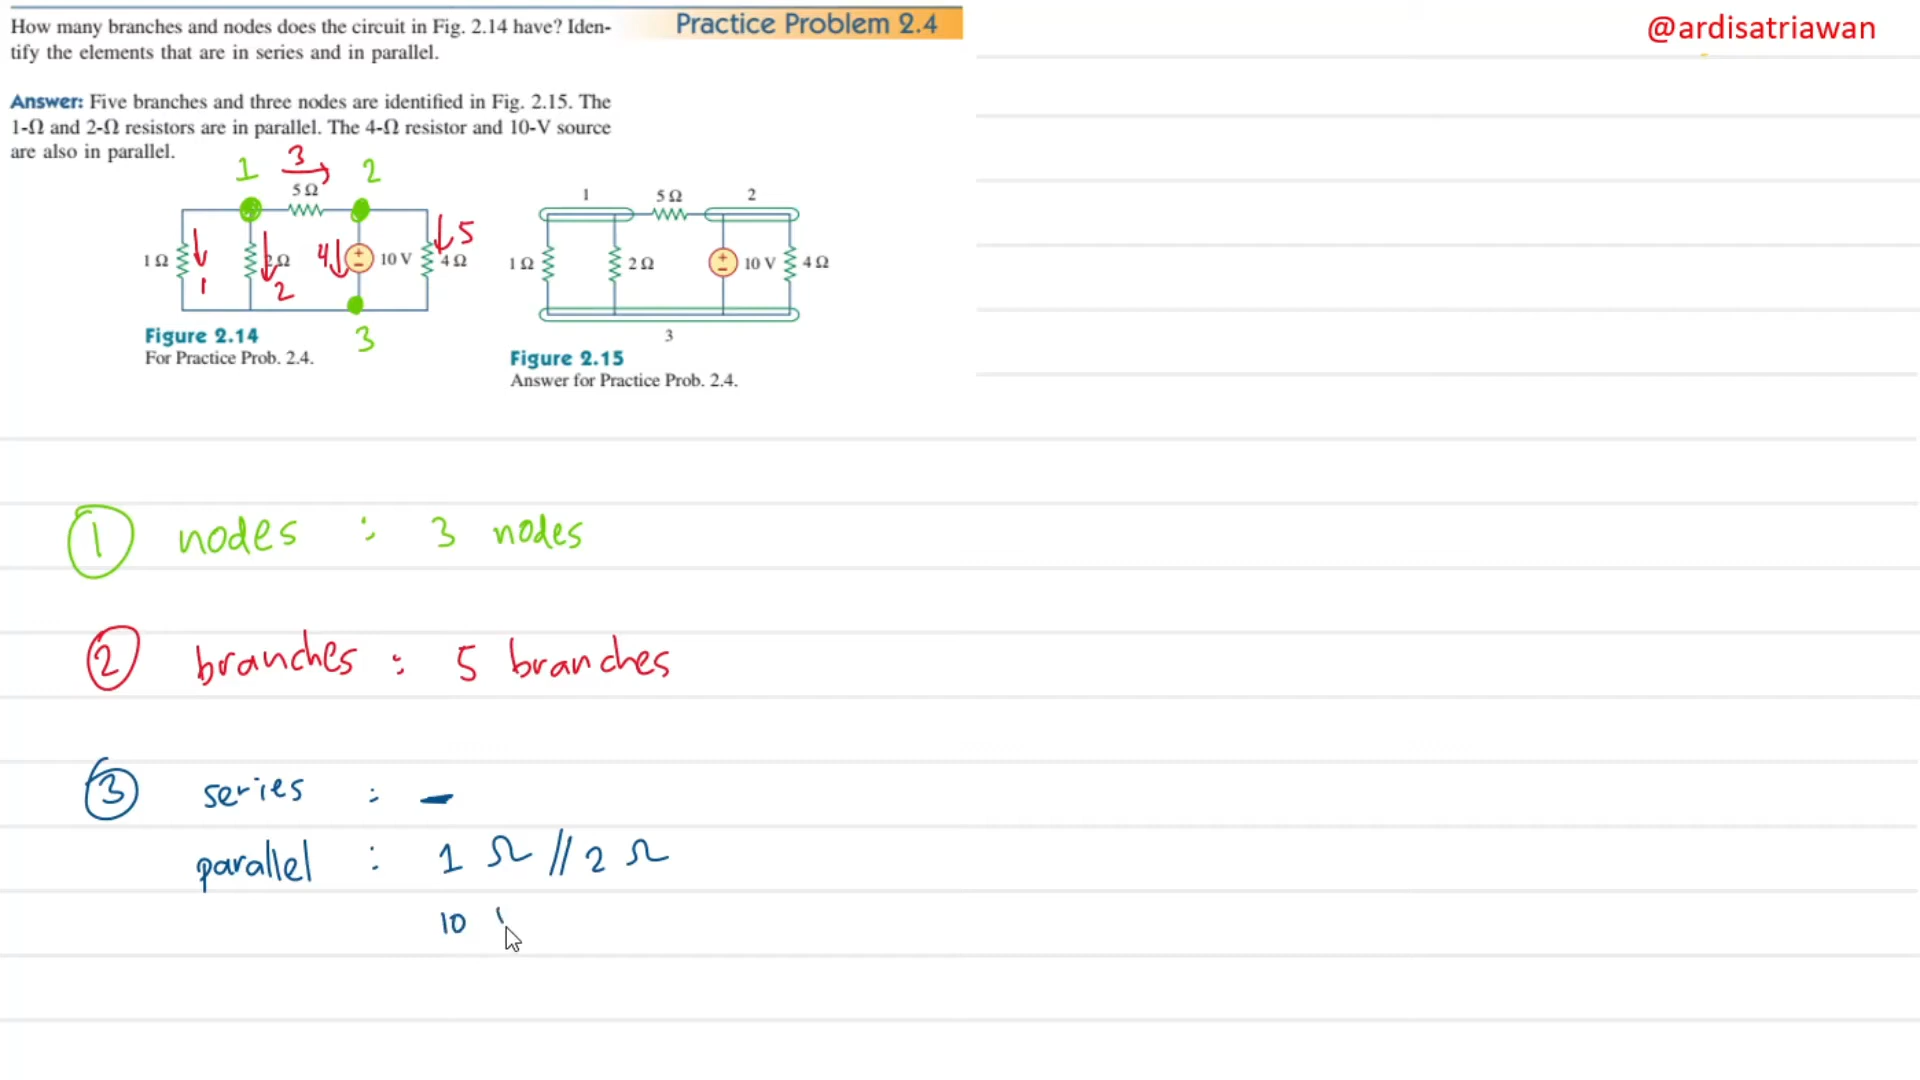 How many branches and nodes does the circuit in Fig. 2.14 have? Iden-
tify the elements that are in series and in parallel.
Practice Problem 2.4
@ardisatriawan
Answer: Five branches and three nodes are identified in Fig. 2.15. The
1-Ω and 2-Ω resistors are in parallel. The 4-Ω resistor and 10-V source
are also in parallel.
1 3 2
5 Ω
1 Ω
1
2 Ω
2
4
10 V
5
4 Ω
3
Figure 2.14
For Practice Prob. 2.4.
1 5 Ω 2
1 Ω 2 Ω 10 V 4 Ω
3
Figure 2.15
Answer for Practice Prob. 2.4.
1 nodes : 3 nodes
2 branches : 5 branches
3 series : -
parallel : 1 Ω // 2 Ω
10